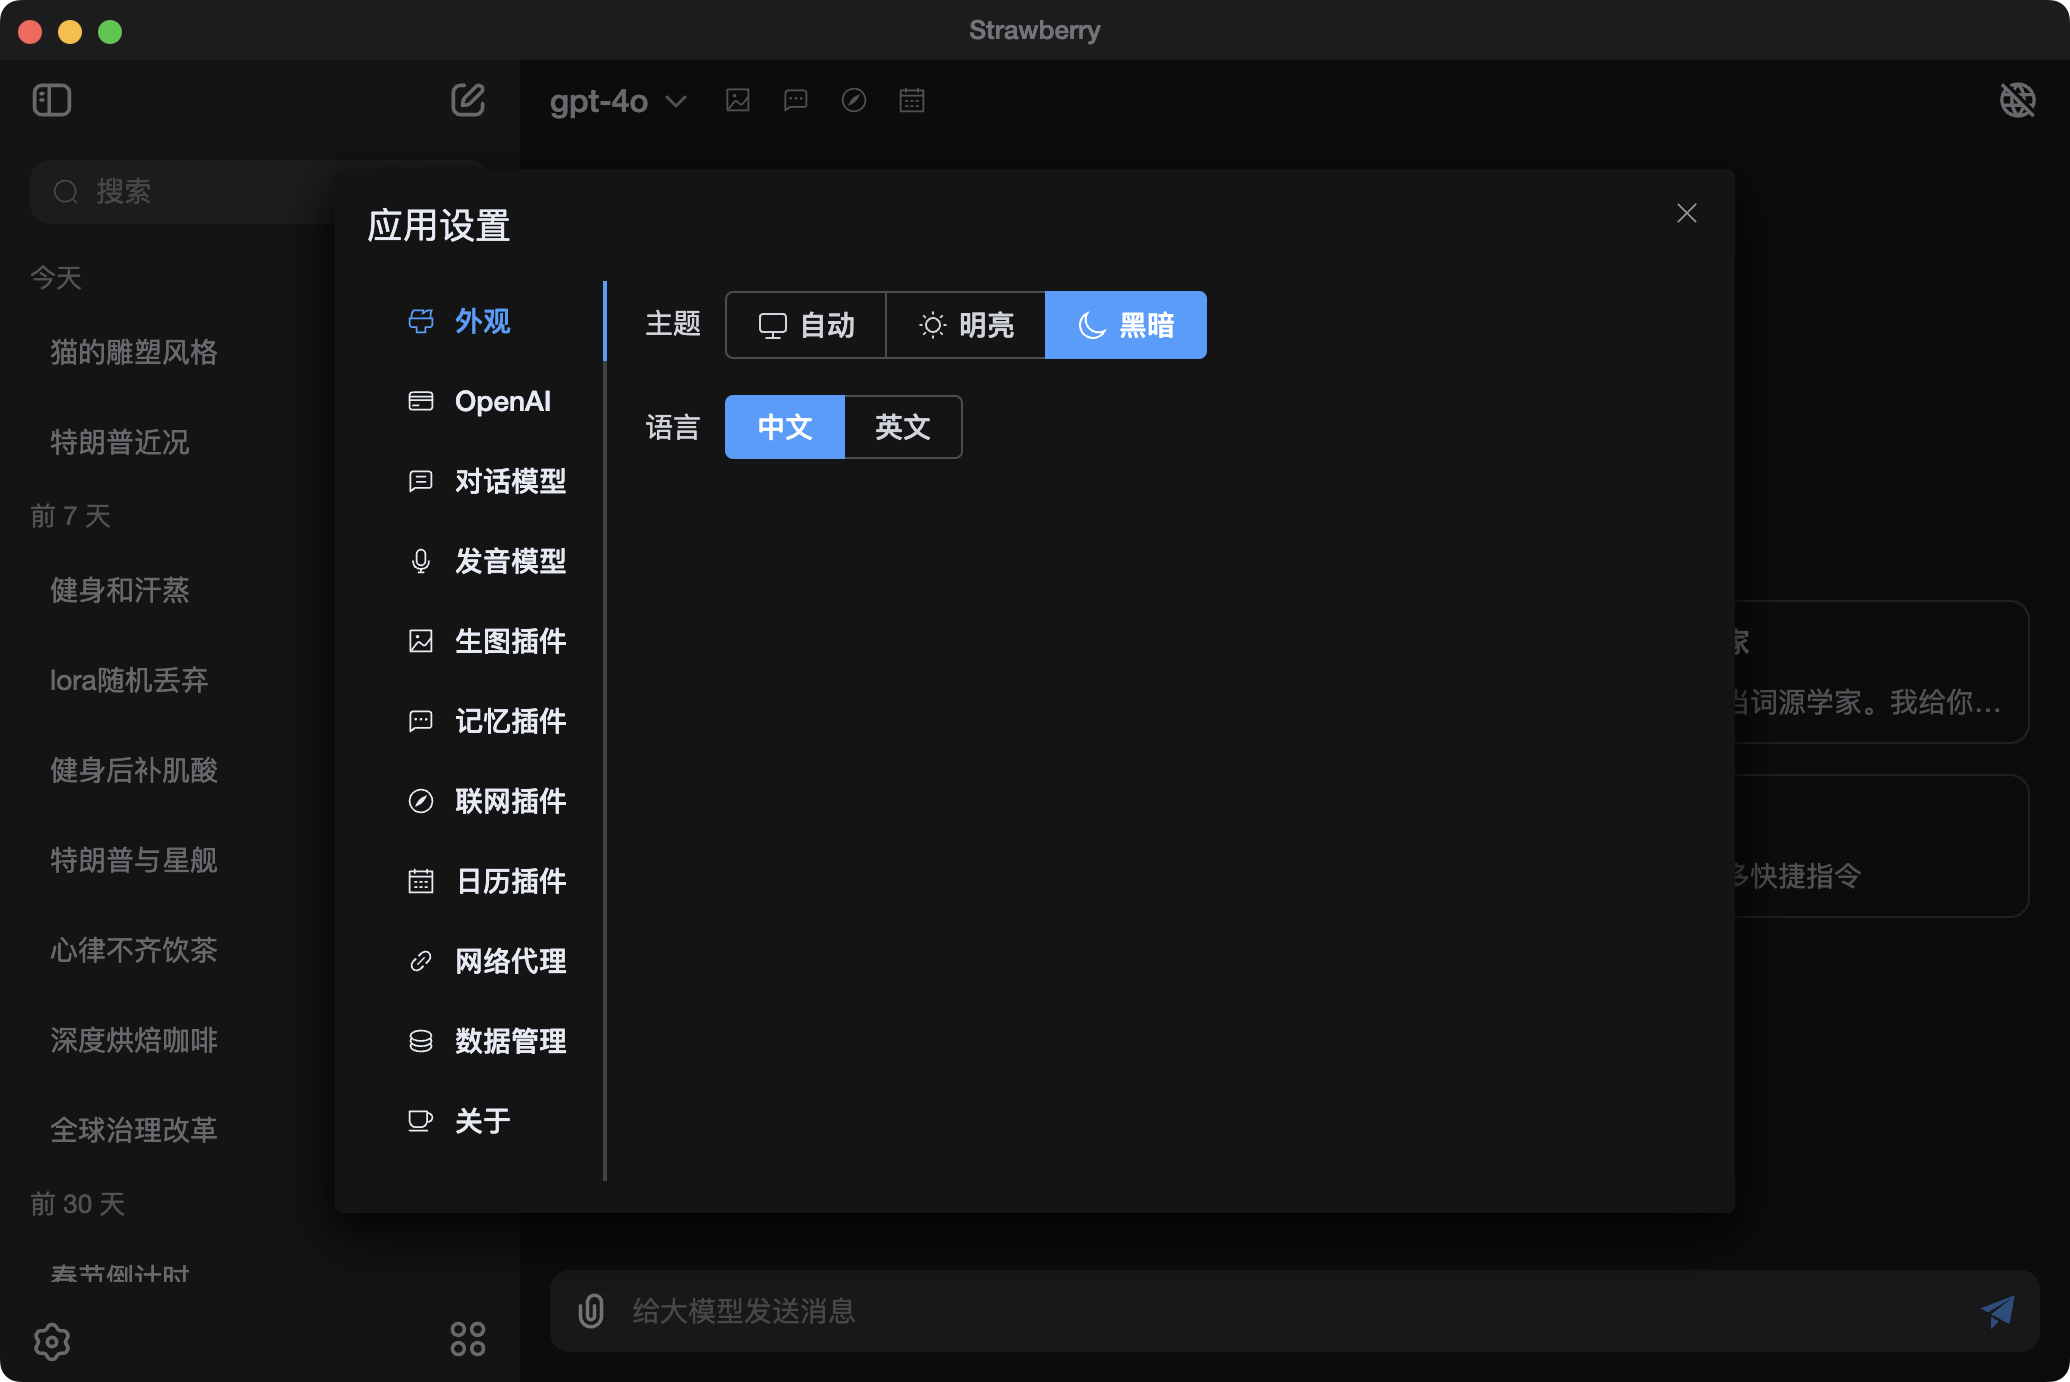 Strawberry
gpt-4o
搜索
今天
猫的雕塑风格
特朗普近况
前 7 天
健身和汗蒸
lora随机丢弃
健身后补肌酸
特朗普与星舰
心律不齐饮茶
深度烘焙咖啡
全球治理改革
前 30 天
春节倒计时
应用设置
外观
OpenAI
对话模型
发音模型
生图插件
记忆插件
联网插件
日历插件
网络代理
数据管理
关于
主题 自动 明亮 黑暗
语言 中文 英文
家
当词源学家。我给你...
多快捷指令
给大模型发送消息